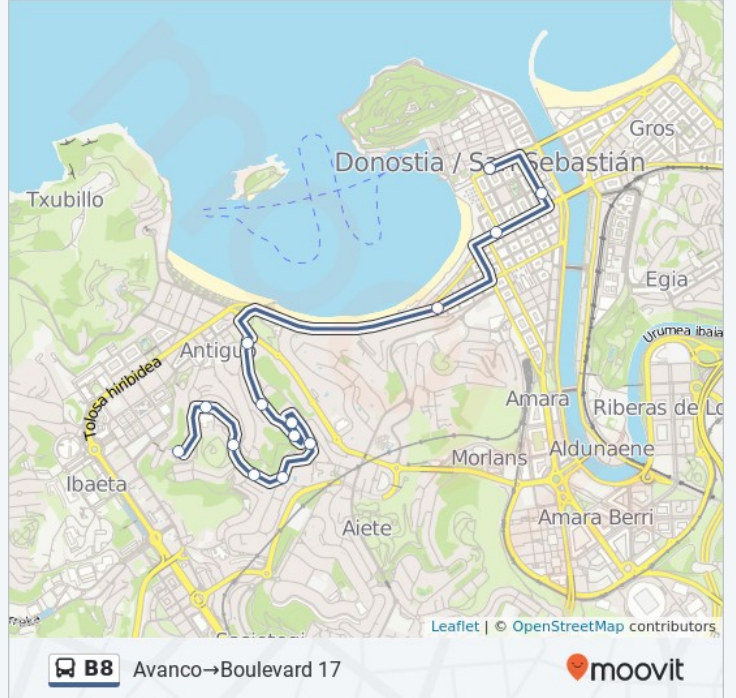 Gros
Donostia / San Sebastián
Txubillo
Egia
Urumea ibaia
Antiguo
Tolosa hiribidea
Amara
Riberas de Lo
Aldunaene
Morlans
Ibaeta
Amara Berri
Aiete
Leaflet | © OpenStreetMap contributors
B8 Avanco→Boulevard 17
moovit